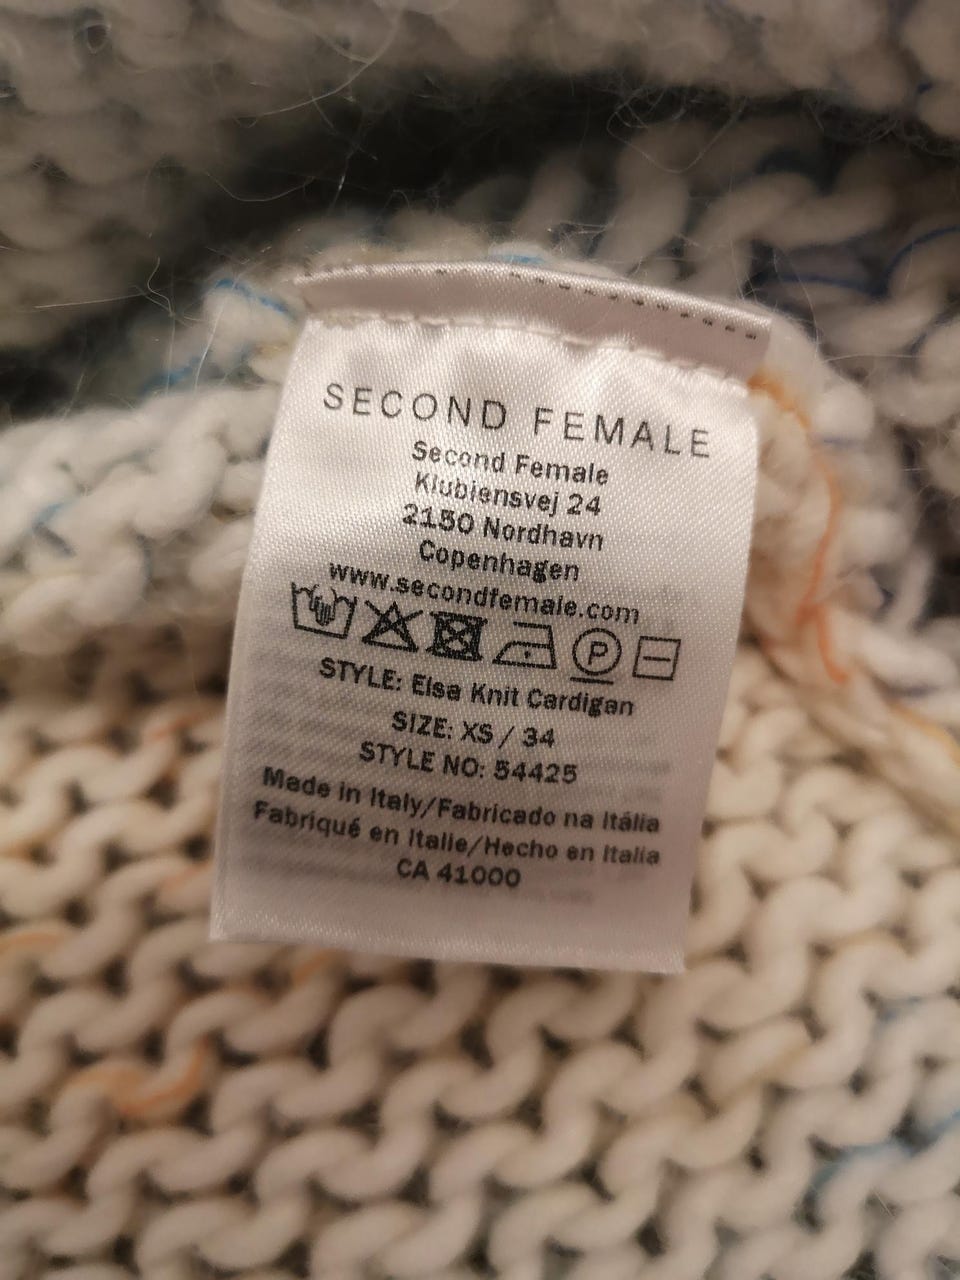 SECOND FEMALE
Second Female
Klubiensvej 24
2150 Nordhavn
Copenhagen
www.secondfemale.com
P
STYLE: Elsa Knit Cardigan
SIZE: XS / 34
STYLE NO: 54425
Made in Italy/Fabricado na Itália
Fabriqué en Italie/Hecho en Italia
CA 41000